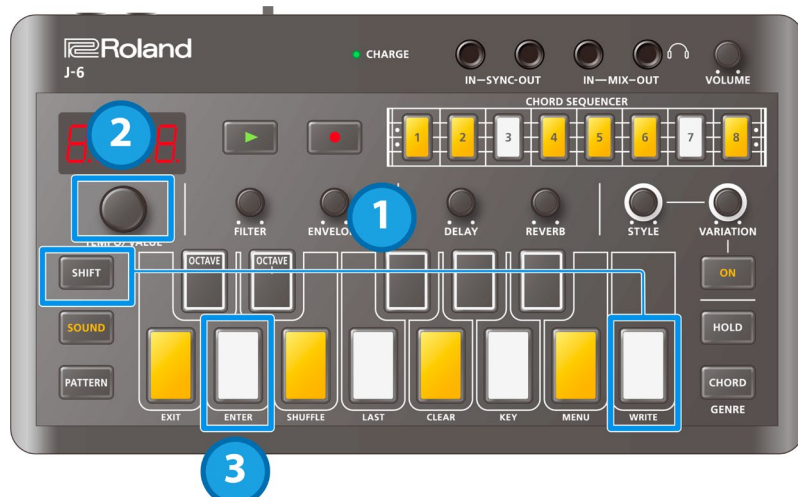 Roland
J-6
CHARGE
IN-SYNC-OUT
IN-MIX-OUT
VOLUME
CHORD SEQUENCER
1 2 3 4 5 6 7 8
2
1
FILTER
DELAY
REVERB
STYLE
VARIATION
SHIFT
OCTAVE
OCTAVE
ON
SOUND
HOLD
PATTERN
CHORD
EXIT
ENTER
SHUFFLE
LAST
CLEAR
KEY
MENU
WRITE
GENRE
3